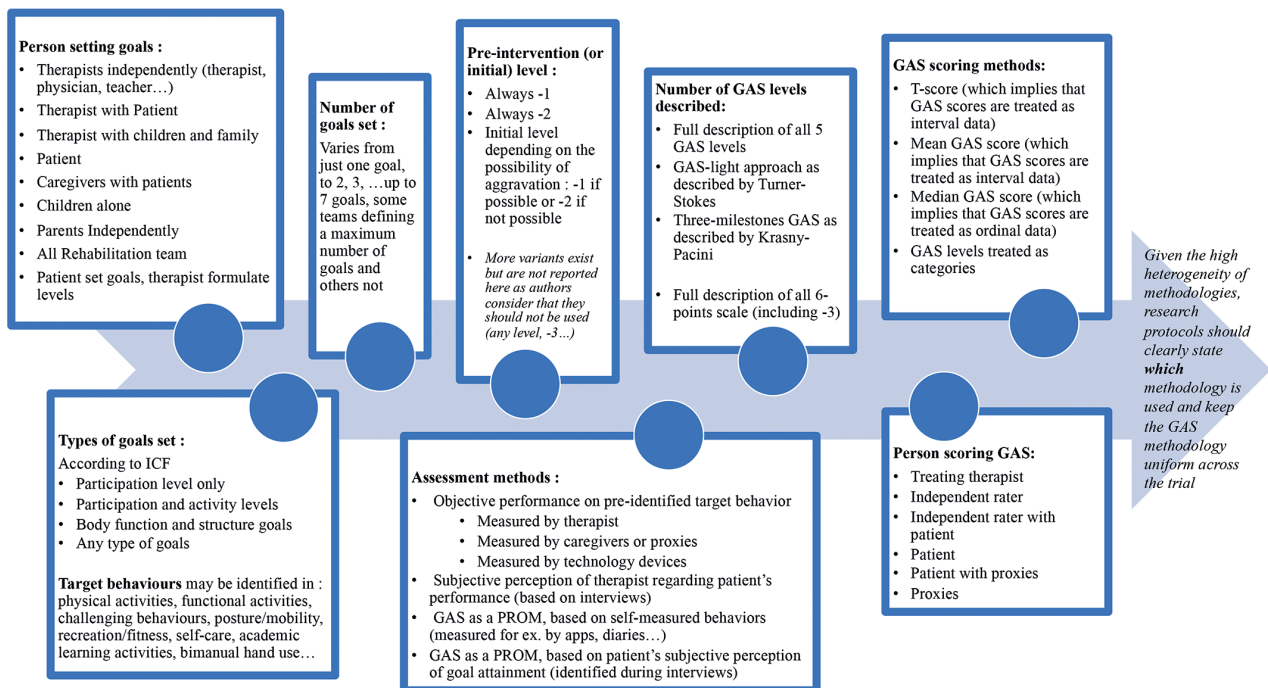 Person setting goals :
• Therapists independently (therapist,
physician, teacher…)
• Therapist with Patient
• Therapist with children and family
• Patient
• Caregivers with patients
• Children alone
• Parents Independently
• All Rehabilitation team
• Patient set goals, therapist formulate
levels
Types of goals set :
According to ICF
• Participation level only
• Participation and activity levels
• Body function and structure goals
• Any type of goals
Target behaviours may be identified in :
physical activities, functional activities,
challenging behaviours, posture/mobility,
recreation/fitness, self-care, academic
learning activities, bimanual hand use…
Number of
goals set :
Varies from
just one goal,
to 2, 3, …up to
7 goals, some
teams defining
a maximum
number of
goals and
others not
Pre-intervention (or
initial) level :
• Always -1
• Always -2
• Initial level
depending on the
possibility of
aggravation : -1 if
possible or -2 if
not possible
• More variants exist
but are not reported
here as authors
consider that they
should not be used
(any level, -3…)
Assessment methods :
• Objective performance on pre-identified target behavior
• Measured by therapist
• Measured by caregivers or proxies
• Measured by technology devices
• Subjective perception of therapist regarding patient’s
performance (based on interviews)
• GAS as a PROM, based on self-measured behaviors
(measured for ex. by apps, diaries…)
• GAS as a PROM, based on patient’s subjective perception
of goal attainment (identified during interviews)
Number of GAS levels
described:
• Full description of all 5
GAS levels
• GAS-light approach as
described by Turner-
Stokes
• Three-milestones GAS as
described by Krasny-
Pacini
• Full description of all 6-
points scale (including -3)
Person scoring GAS:
• Treating therapist
• Independent rater
• Independent rater with
patient
• Patient
• Patient with proxies
• Proxies
GAS scoring methods:
• T-score (which implies that
GAS scores are treated as
interval data)
• Mean GAS score (which
implies that GAS scores are
treated as interval data)
• Median GAS score (which
implies that GAS scores are
treated as ordinal data)
• GAS levels treated as
categories
Given the high
heterogeneity of
methodologies,
research
protocols should
clearly state
which
methodology is
used and keep
the GAS
methodology
uniform across
the trial